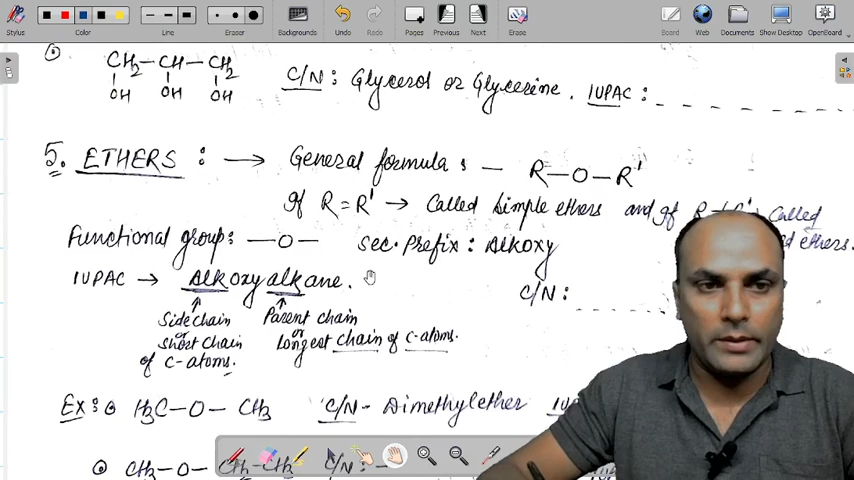 Stylus
Color
Line
Eraser
Backgrounds
Undo
Pages
Previous
Next
Erase
Board
Web
Documents
Show Desktop
OpenBoard
CH2—CH—CH2
OH OH OH
C/N: Glycerol or Glycerine. IUPAC: _ _ _ _ _ _ _ _ _ _
5. ETHERS : → General formula : — R—O—R'
If R = R' → Called Simple ethers and if R called
ethers.
Functional group: —O— Sec. Prefix: Alkoxy
IUPAC → Alkoxyalkane.
C/N: _ _ _ _ _ _ _ _
Side chain or short chain of C-atoms.
Parent chain or longest chain of C-atoms.
Ex: H3C—O—CH3 C/N- Dimethylether
CH3—O—CH2—CH3 C/N:-